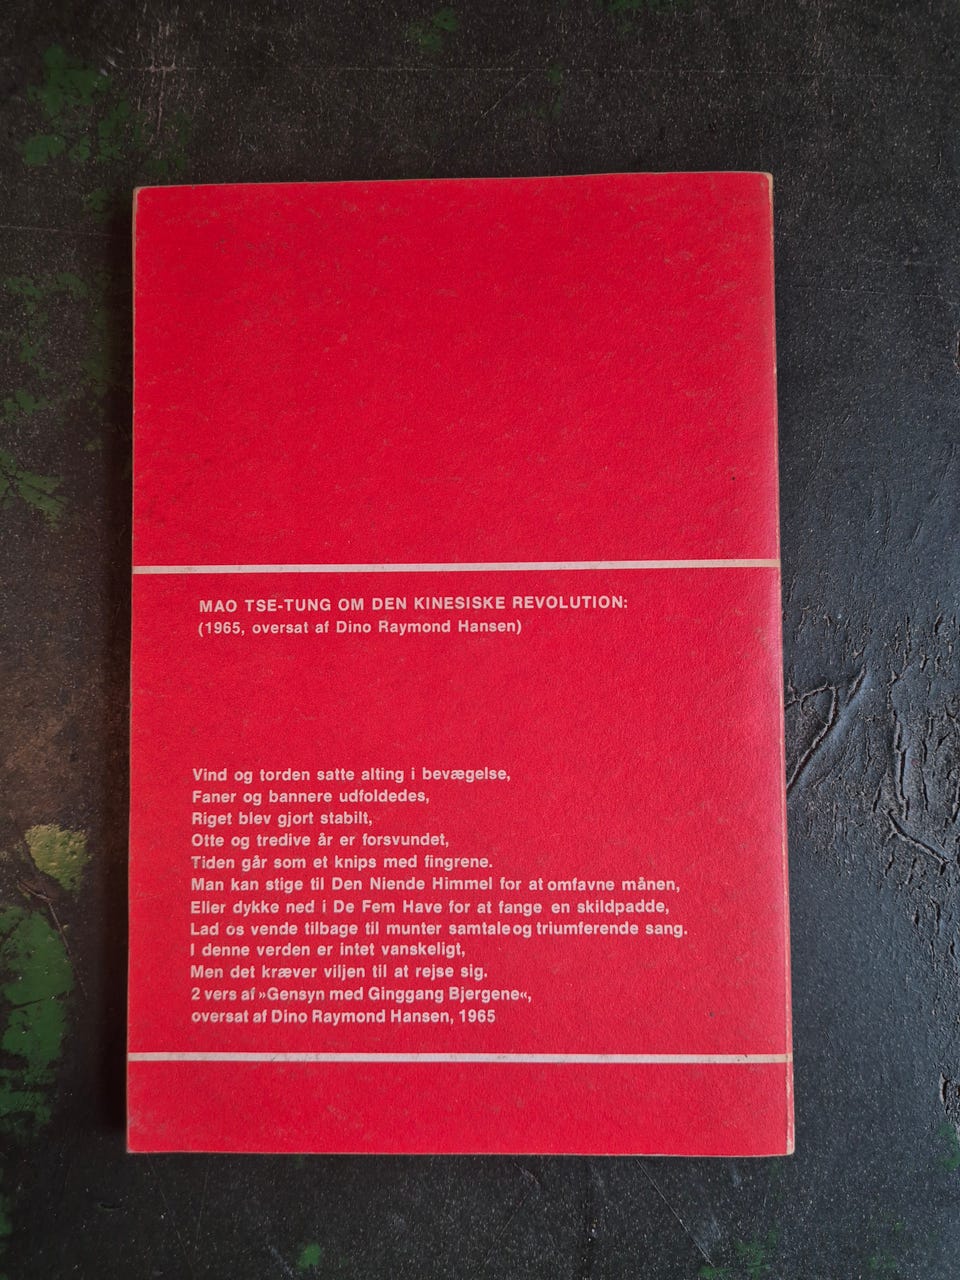 MAO TSE-TUNG OM DEN KINESISKE REVOLUTION:
(1965, oversat af Dino Raymond Hansen)
Vind og torden satte alting i bevægelse,
Faner og bannere udfoldedes,
Riget blev gjort stabilt,
Otte og tredive år er forsvundet,
Tiden går som et knips med fingrene.
Man kan stige til Den Niende Himmel for at omfavne månen,
Eller dykke ned i De Fem Have for at fange en skildpadde,
Lad os vende tilbage til munter samtale og triumferende sang.
I denne verden er intet vanskeligt,
Men det kræver viljen til at rejse sig.
2 vers af »Gensyn med Ginggang Bjergene«,
oversat af Dino Raymond Hansen, 1965